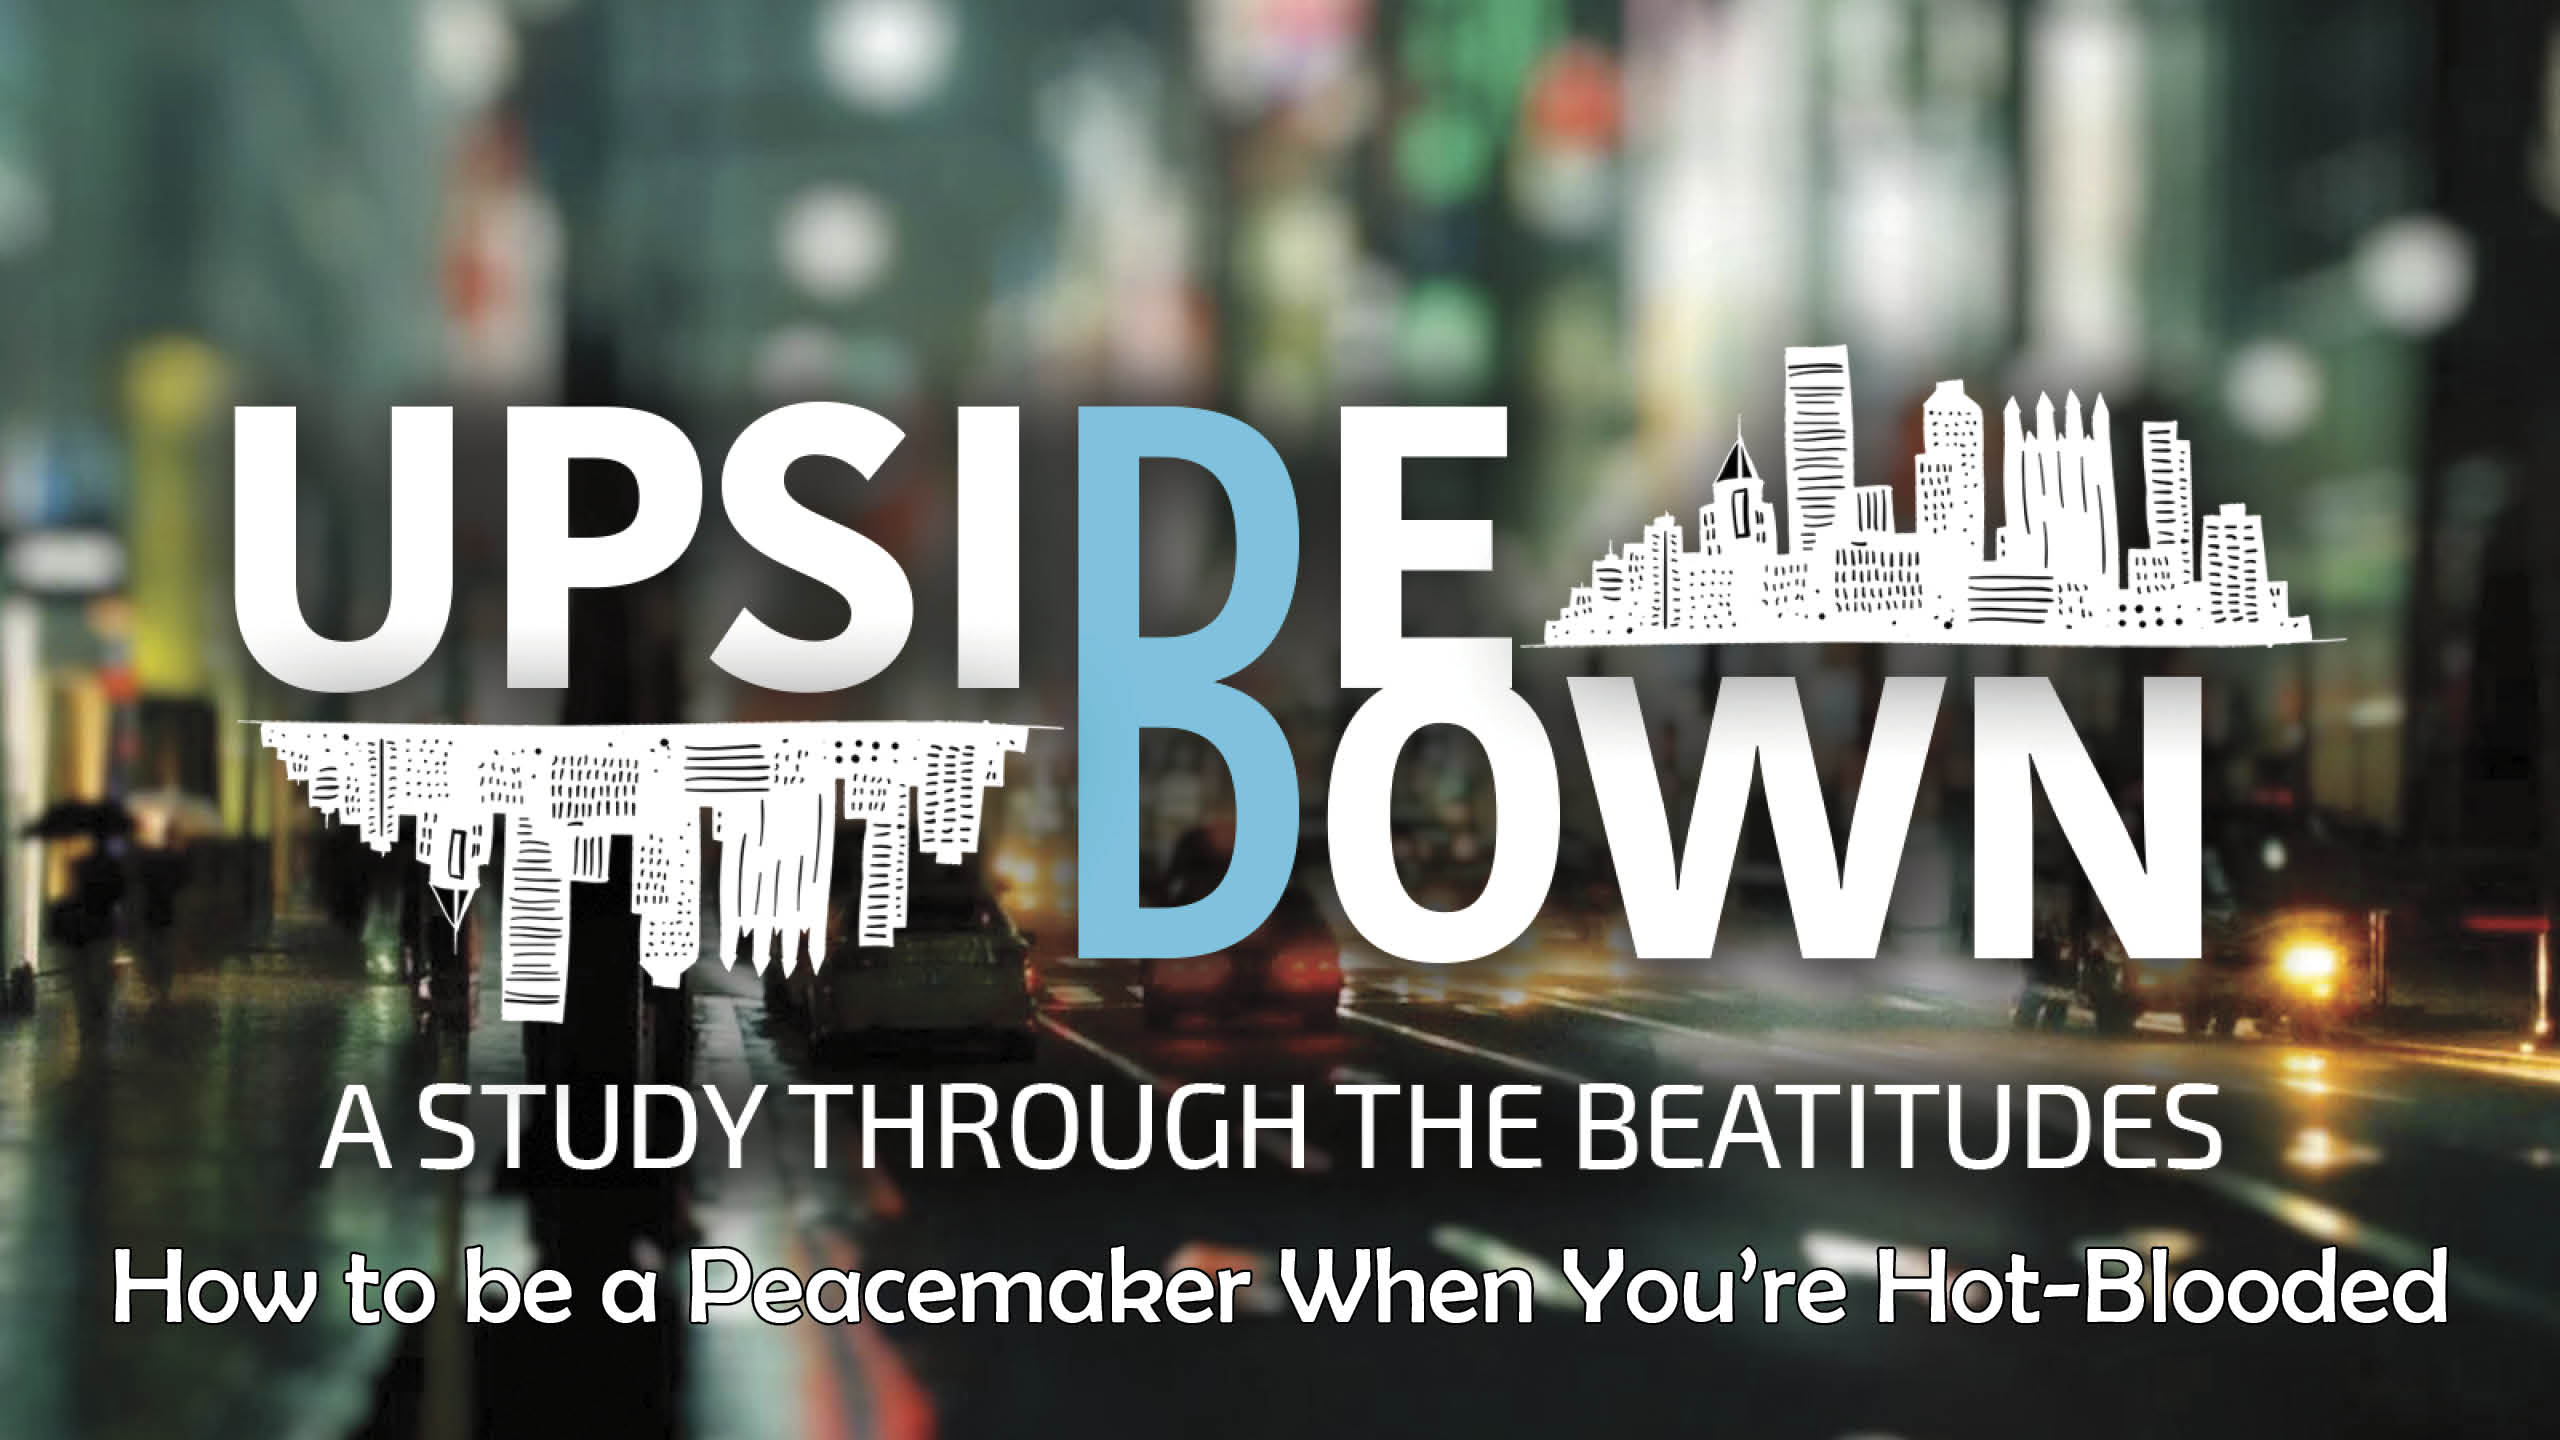 UPSIDE
DOWN
A STUDY THROUGH THE BEATITUDES
How to be a Peacemaker When You're Hot-Blooded